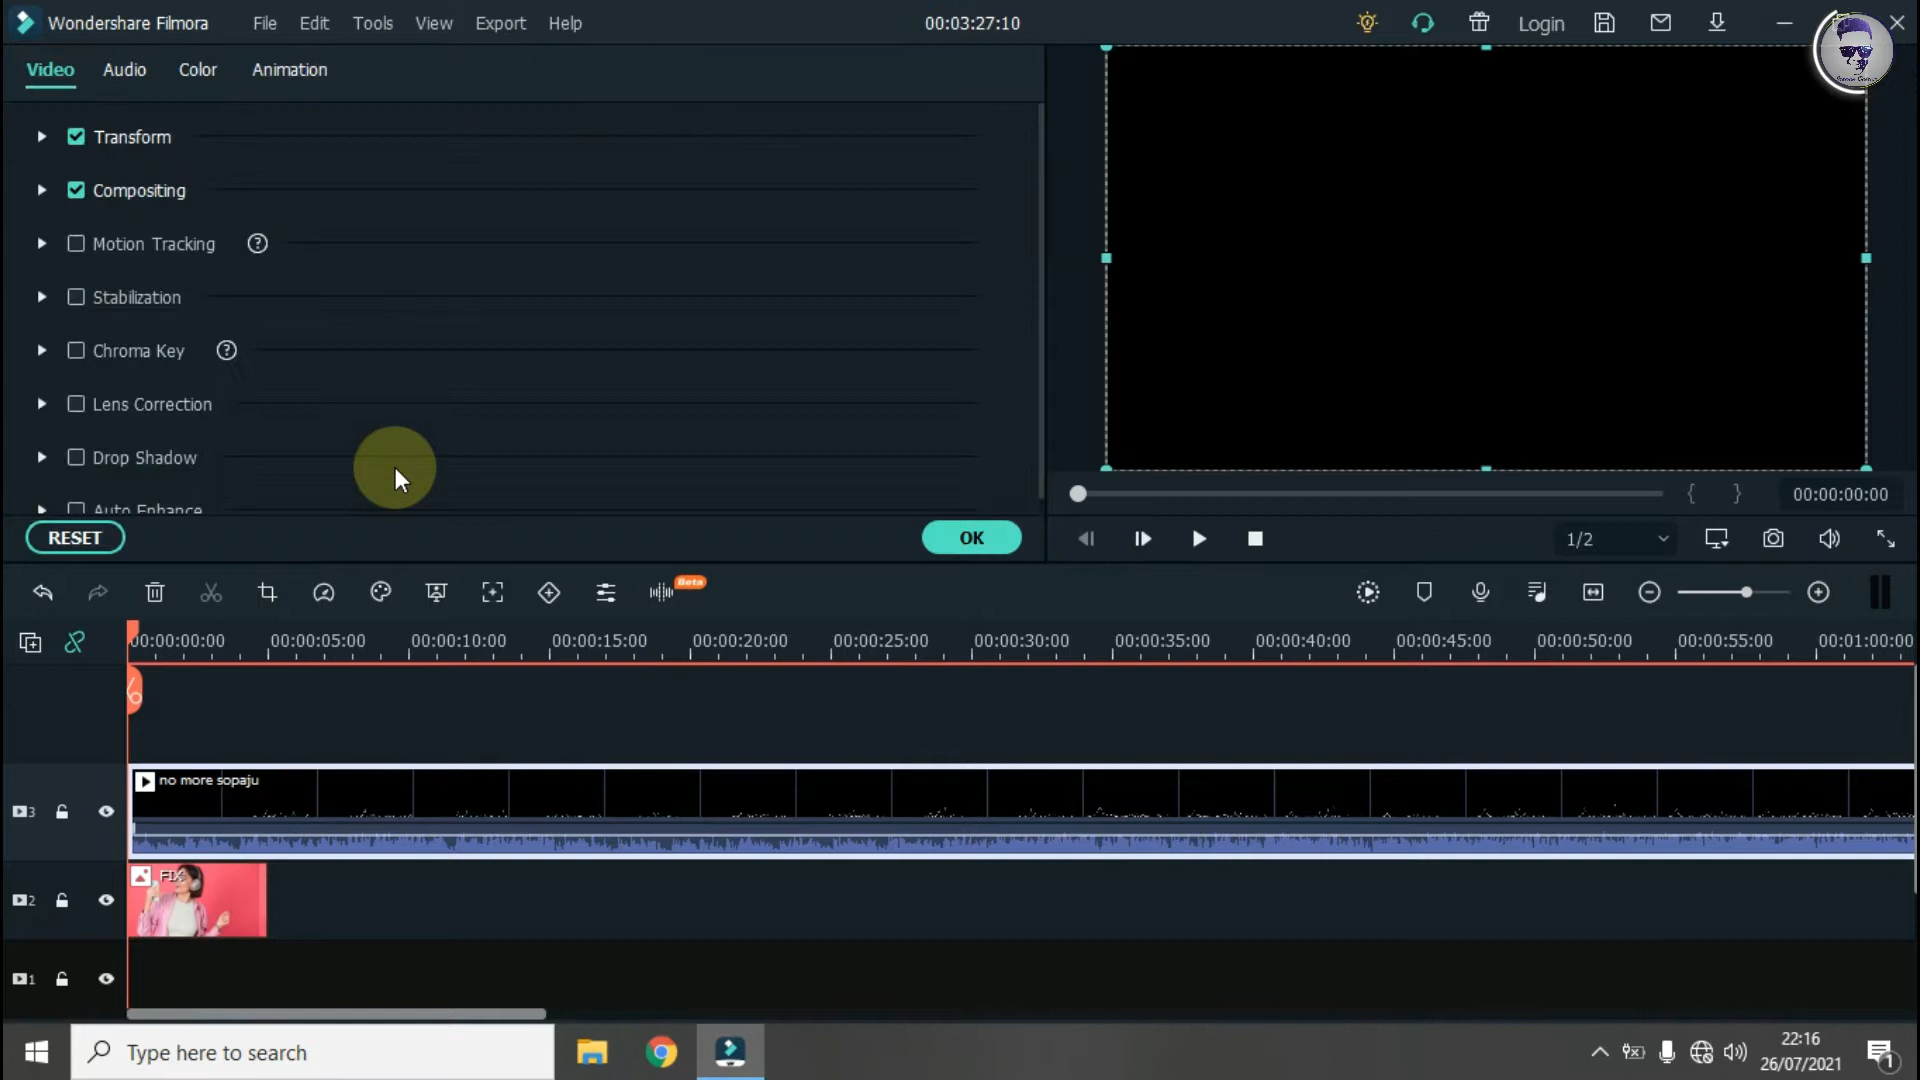 Wondershare Filmora File Edit Tools View Export Help 00:03:27:10 Login
Video Audio Color Animation
Transform
Compositing
Motion Tracking ?
Stabilization
Chroma Key ?
Lens Correction
Drop Shadow
Auto Enhance
{ } 00:00:00:00
RESET OK 1/2
Beta
00:00:00:00 00:00:05:00 00:00:10:00 00:00:15:00 00:00:20:00 00:00:25:00 00:00:30:00 00:00:35:00 00:00:40:00 00:00:45:00 00:00:50:00 00:00:55:00 00:01:00:00
no more sopaju
3
FIX
2
1
Type here to search
22:16
26/07/2021
1